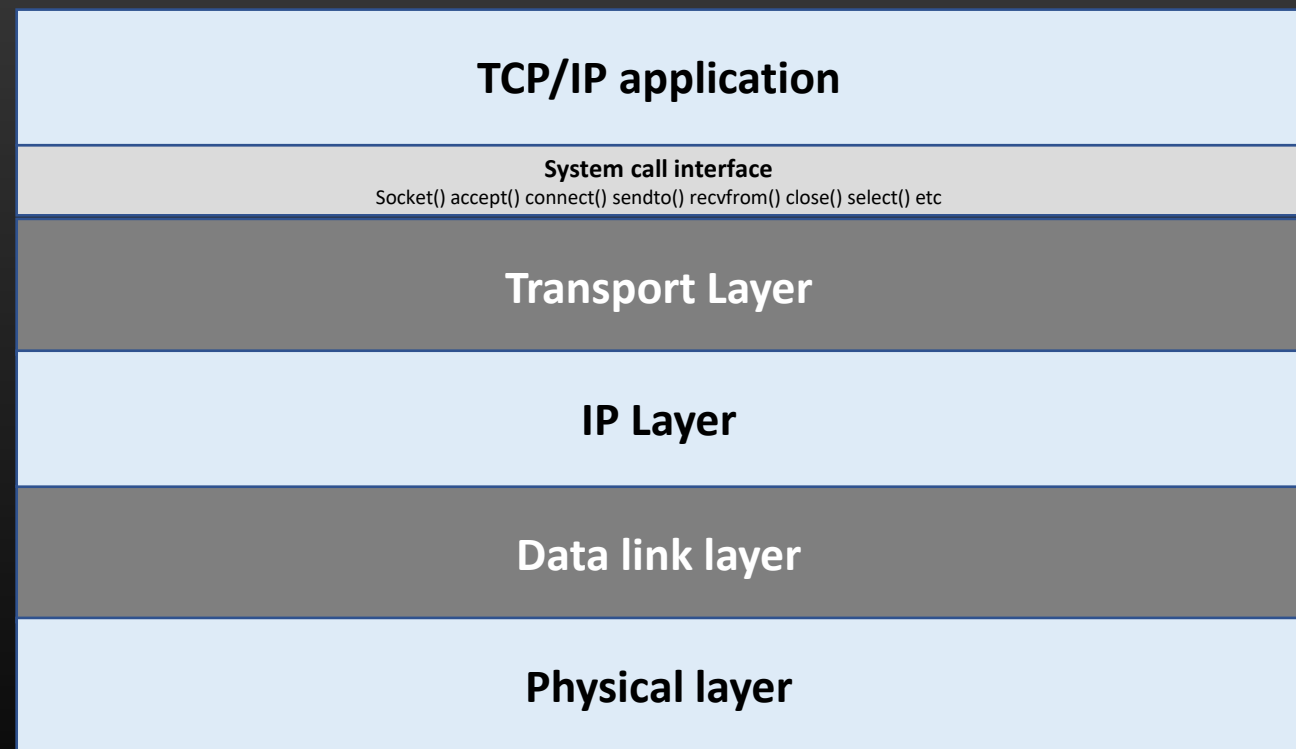 TCP/IP application
System call interface
Socket() accept() connect() sendto() recvfrom() close() select() etc
Transport Layer
IP Layer
Data link layer
Physical layer